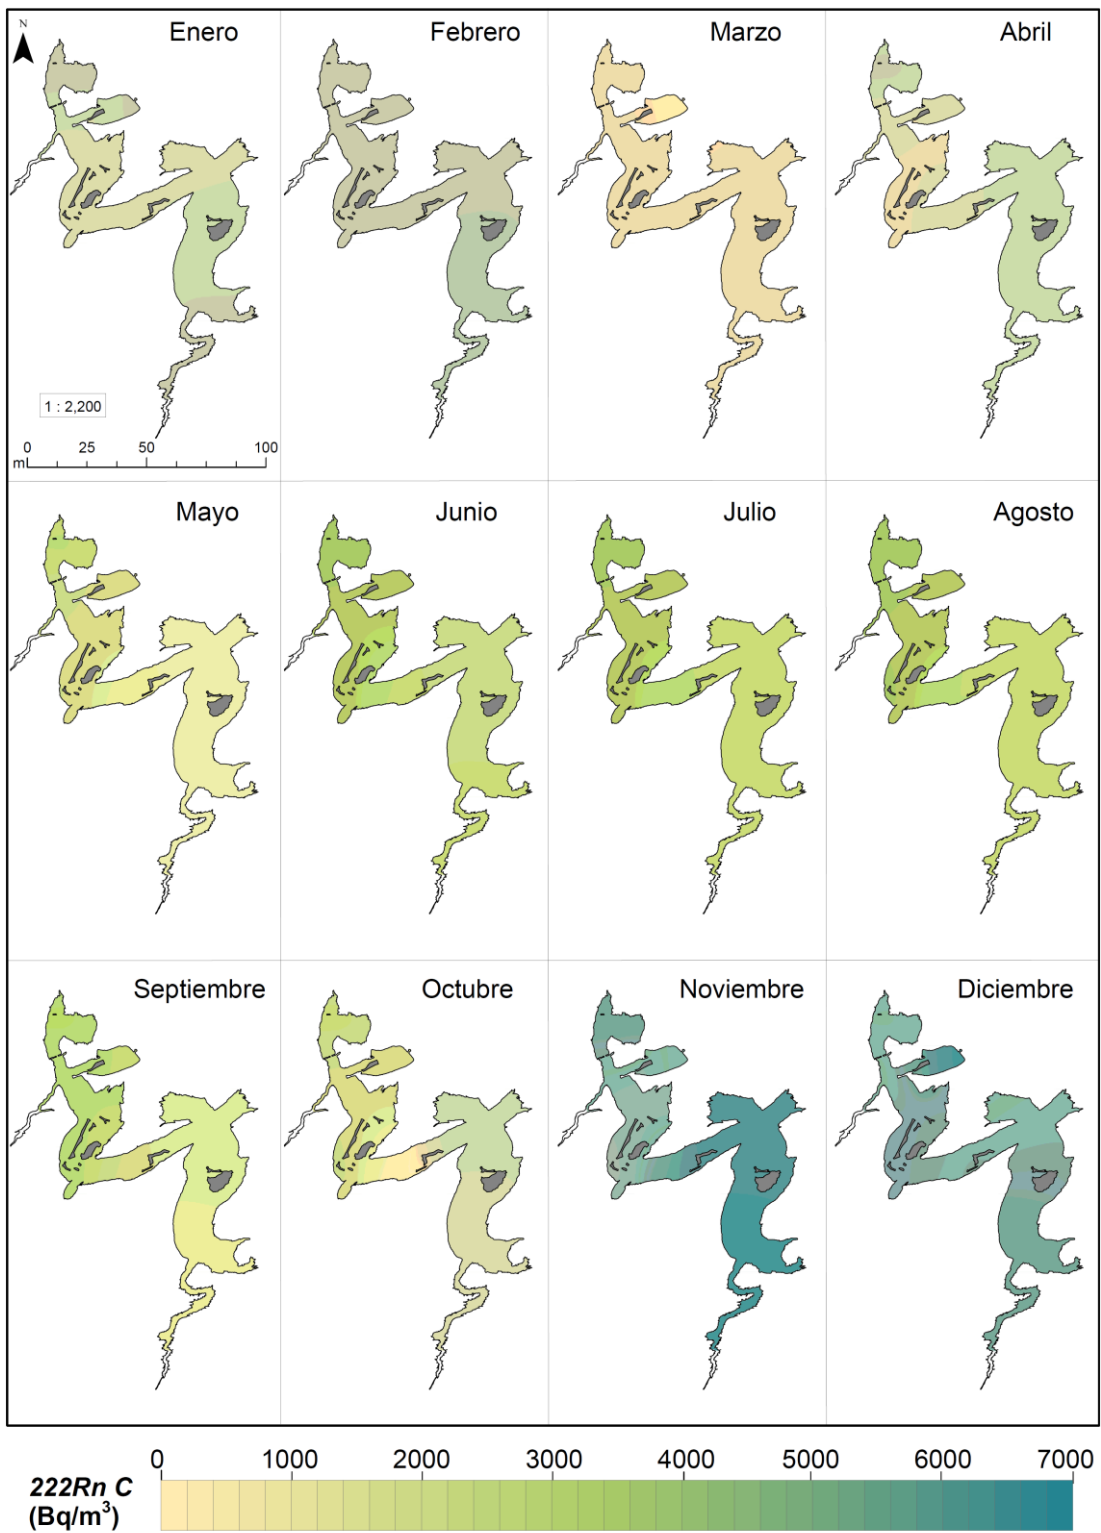 N
Enero
Febrero
Marzo
Abril
1 : 2,200
0 25 50 100
m
Mayo
Junio
Julio
Agosto
Septiembre
Octubre
Noviembre
Diciembre
0 1000 2000 3000 4000 5000 6000 7000
222Rn C
(Bq/m³)